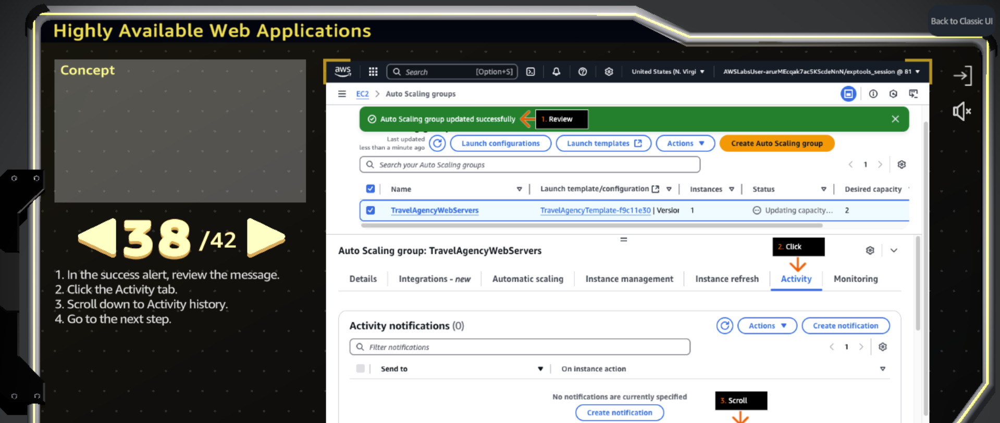 Back to Classic UI
Highly Available Web Applications
Concept
38 /42
1. In the success alert, review the message.
2. Click the Activity tab.
3. Scroll down to Activity history.
4. Go to the next step.
aws
Search [Option+S]
United States (N. Virgi
AWSLabsUser-arurMEcqak7ac5KScdeNnN/exptools_session @ 81
EC2 > Auto Scaling groups
Auto Scaling group updated successfully
1. Review
Last updated
less than a minute ago
Launch configurations
Launch templates
Actions
Create Auto Scaling group
Search your Auto Scaling groups
1
Name
Launch template/configuration
Instances
Status
Desired capacity
TravelAgencyWebServers
TravelAgencyTemplate-f9c11e30 | Version
1
Updating capacity...
2
Auto Scaling group: TravelAgencyWebServers
2. Click
Details
Integrations - new
Automatic scaling
Instance management
Instance refresh
Activity
Monitoring
Activity notifications (0)
Actions
Create notification
Filter notifications
1
Send to
On instance action
No notifications are currently specified
3. Scroll
Create notification